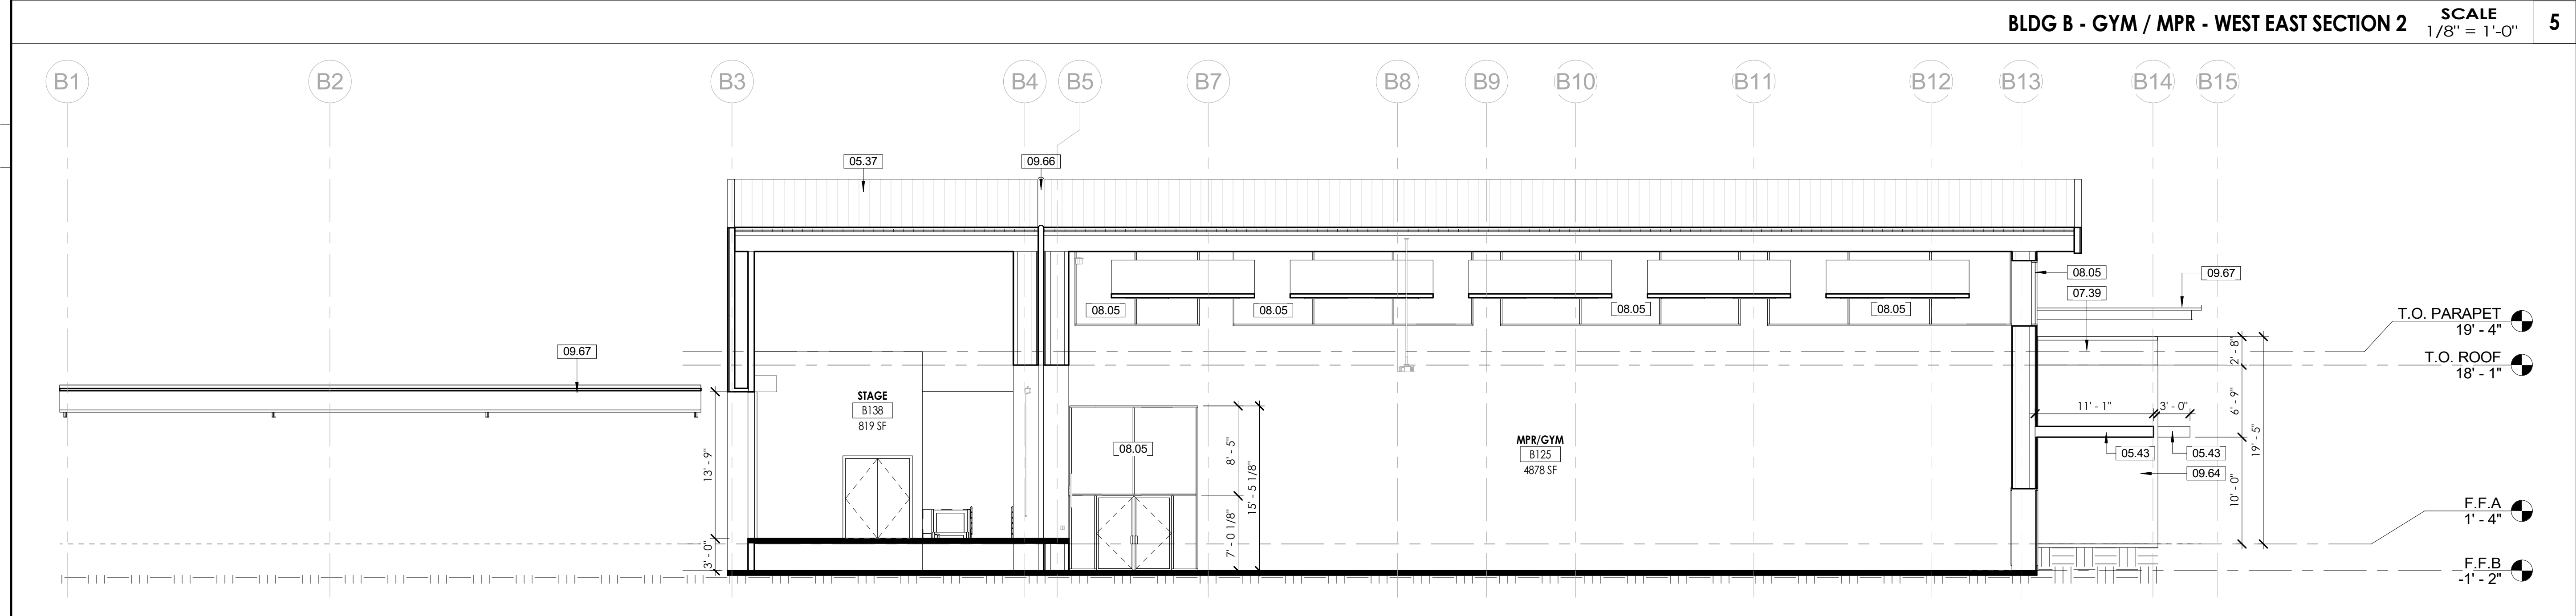 BLDG B - GYM / MPR - WEST EAST SECTION 2
SCALE
1/8" = 1'-0"
5
B1
B2
B3
B4
B5
B7
B8
B9
B10
B11
B12
B13
B14
B15
05.37
09.66
08.05
09.67
07.39
08.05
08.05
08.05
08.05
T.O. PARAPET
19' - 4"
T.O. ROOF
18' - 1"
09.67
2' - 8"
6' - 9"
19' - 5"
10' - 0"
11' - 1"
3' - 0"
STAGE
B138
819 SF
13' - 9"
3' - 0"
08.05
8' - 5"
15' - 5 1/8"
7' - 0 1/8"
MPR/GYM
B125
4878 SF
05.43
05.43
09.64
F.F.A
1' - 4"
F.F.B
-1' - 2"